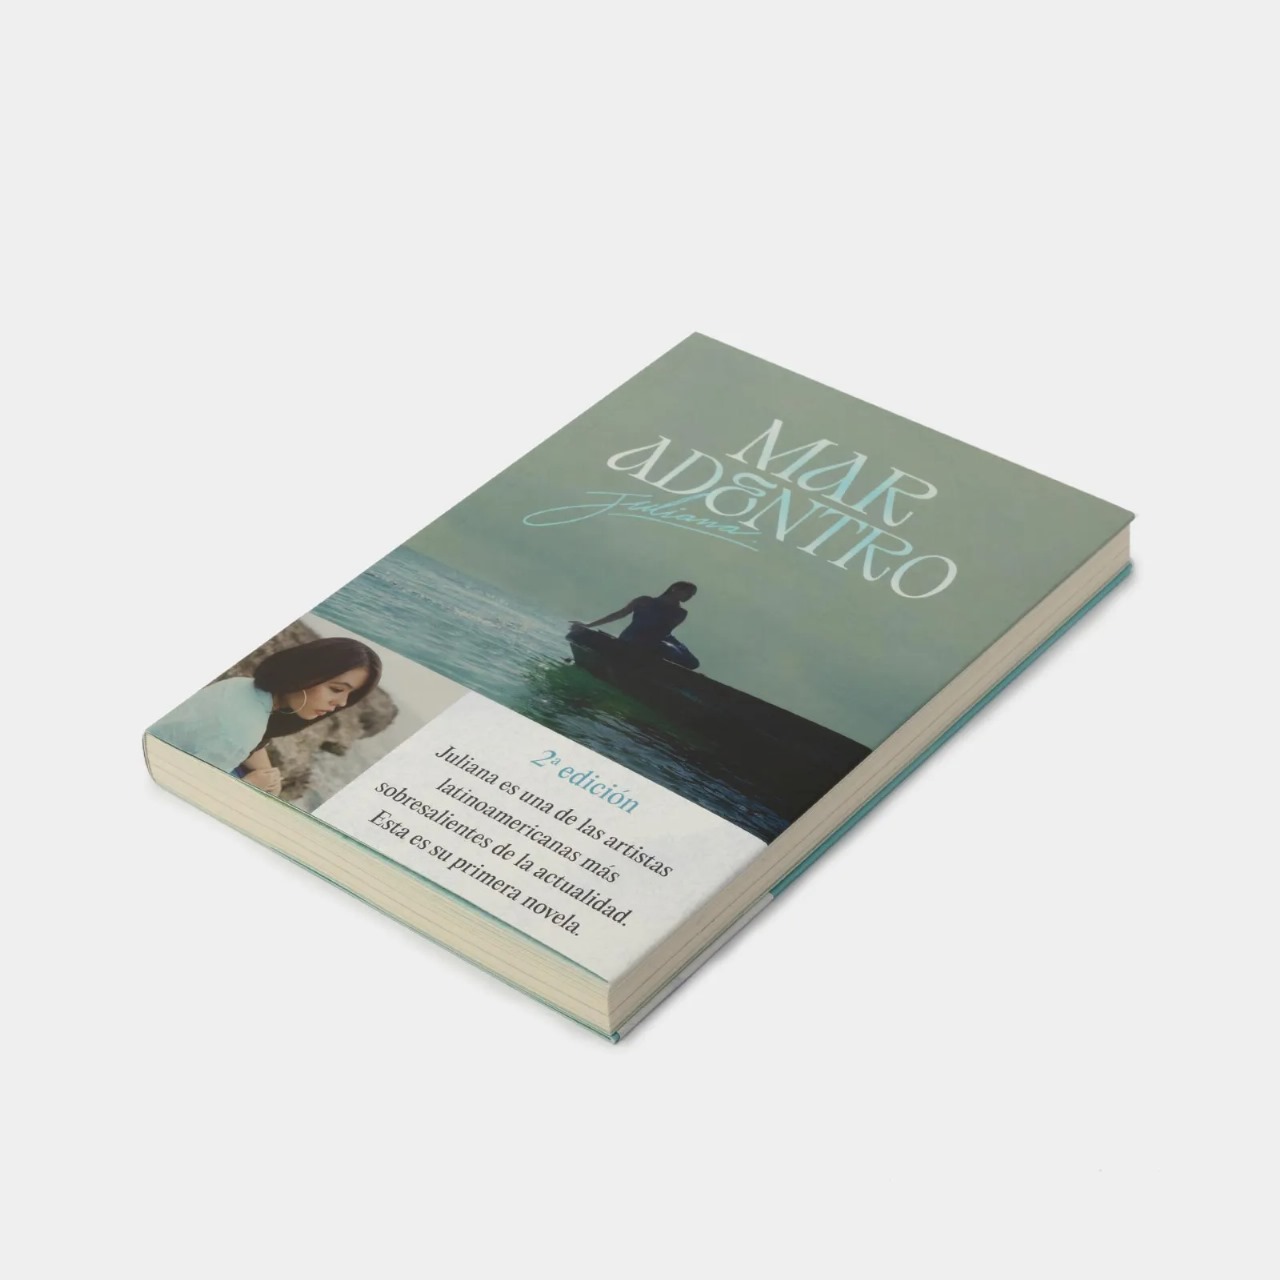 MAR
ADENTRO
Juliana.
2ª edición
Juliana es una de las artistas
latinoamericanas más
sobresalientes de la actualidad.
Esta es su primera novela.